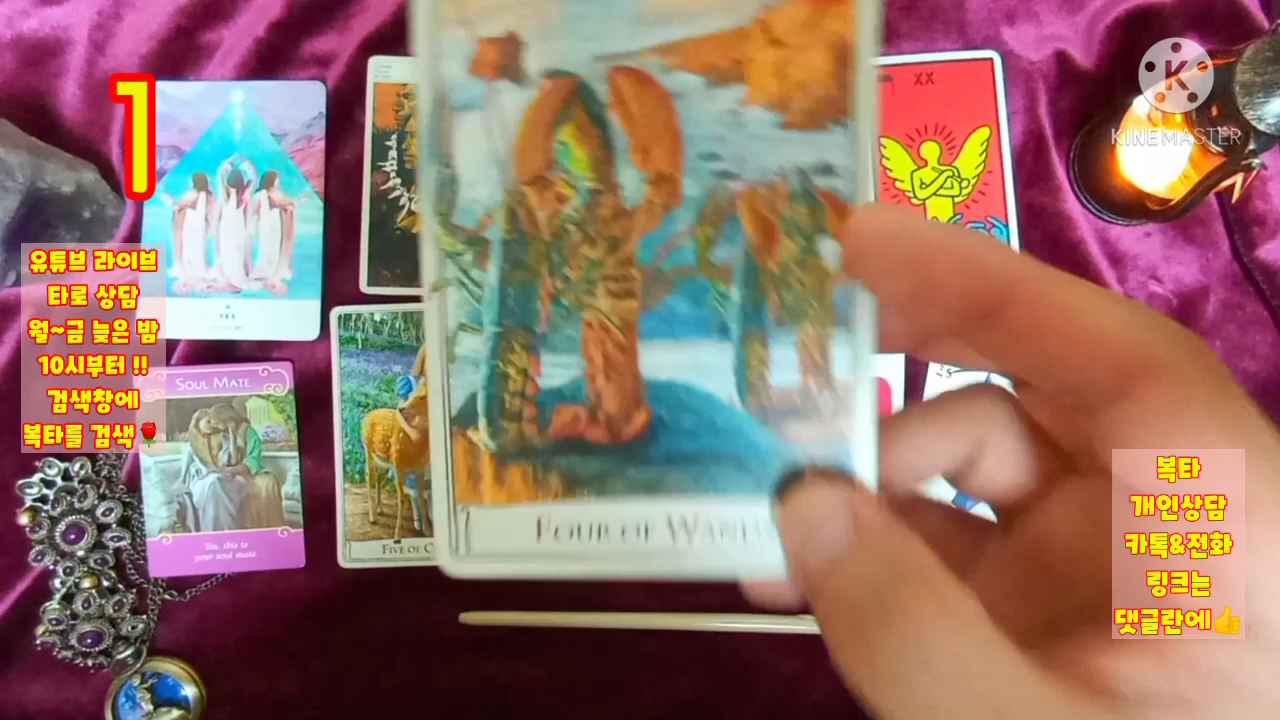 1
유튜브 라이브
타로 상담
월~금 늦은 밤
10시부터 !!
검색창에
복타를 검색🌹
YES
SOUL MATE
Yes, this is
your soul mate.
FIVE OF C
FOUR OF WANDS
XX
K
KINEMASTER
복타
개인상담
카톡&전화
링크는
댓글란에👍